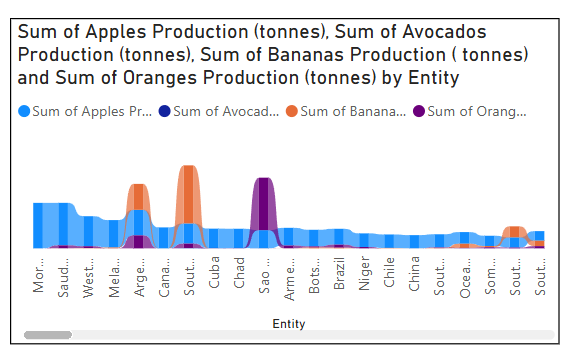 Sum of Apples Production (tonnes), Sum of Avocados
Production (tonnes), Sum of Bananas Production ( tonnes)
and Sum of Oranges Production (tonnes) by Entity
Sum of Apples Pr... Sum of Avocad... Sum of Banana... Sum of Orang...
Mor...
Saud...
West...
Mela...
Arge...
Cana...
Sout...
Cuba
Chad
Sao...
Arme...
Bots...
Brazil
Niger
Chile
China
Sout...
Ocea...
Som...
Sout...
Sout...
Entity